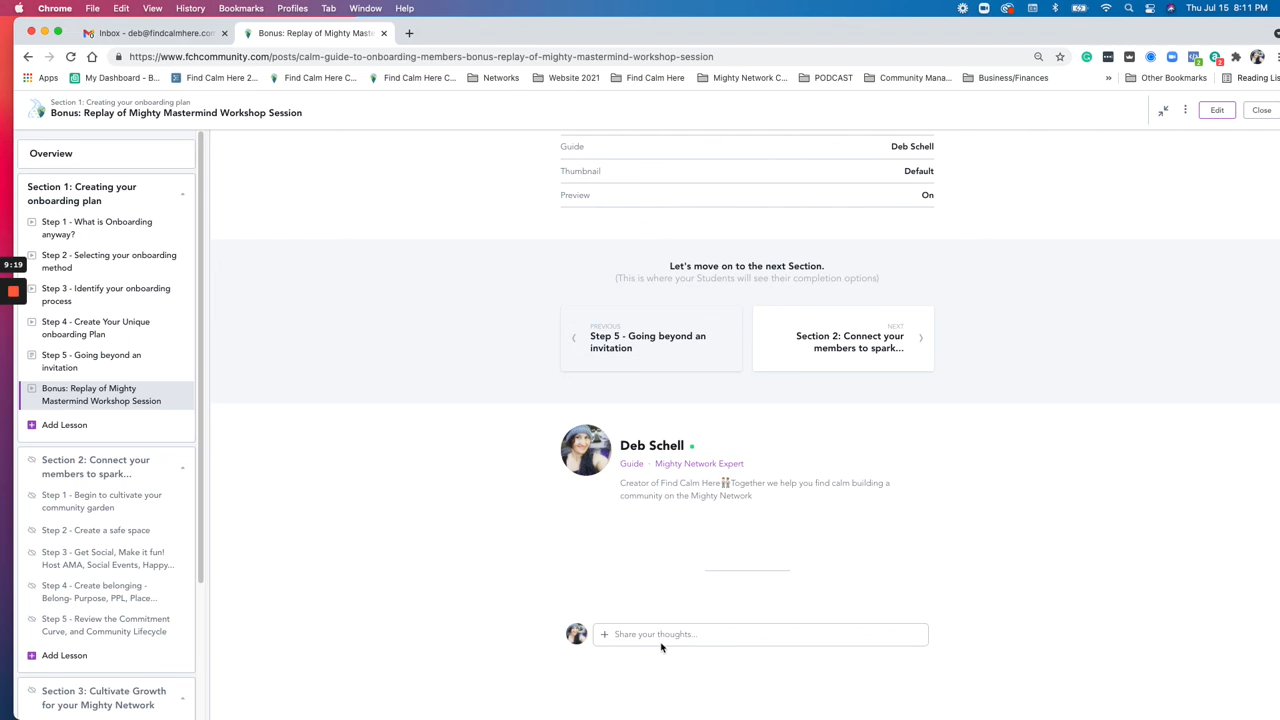 Chrome File Edit View History Bookmarks Profiles Tab Window Help
Thu Jul 15 8:11 PM
Inbox - deb@findcalmhere.con
Bonus: Replay of Mighty Master
https://www.fchcommunity.com/posts/calm-guide-to-onboarding-members-bonus-replay-of-mighty-mastermind-workshop-session
Apps My Dashboard - B... Find Calm Here 2... Find Calm Here C... Find Calm Here C... Networks Website 2021 Find Calm Here Mighty Network C... PODCAST Community Mana... Business/Finances » Other Bookmarks Reading Lis
Section 1: Creating your onboarding plan
Bonus: Replay of Mighty Mastermind Workshop Session
Edit
Close
Overview
Section 1: Creating your
onboarding plan
Step 1 - What is Onboarding
anyway?
Step 2 - Selecting your onboarding
method
9:19
Step 3 - Identify your onboarding
process
Step 4 - Create Your Unique
onboarding Plan
Step 5 - Going beyond an
invitation
Bonus: Replay of Mighty
Mastermind Workshop Session
Add Lesson
Section 2: Connect your
members to spark...
Step 1 - Begin to cultivate your
community garden
Step 2 - Create a safe space
Step 3 - Get Social, Make it fun!
Host AMA, Social Events, Happy...
Step 4 - Create belonging -
Belong- Purpose, PPL, Place...
Step 5 - Review the Commitment
Curve, and Community Lifecycle
Add Lesson
Section 3: Cultivate Growth
for your Mighty Network
Guide Deb Schell
Thumbnail Default
Preview On
Let's move on to the next Section.
(This is where your Students will see their completion options)
PREVIOUS
Step 5 - Going beyond an
invitation
NEXT
Section 2: Connect your
members to spark...
Deb Schell
Guide · Mighty Network Expert
Creator of Find Calm Here Together we help you find calm building a
community on the Mighty Network
Share your thoughts...